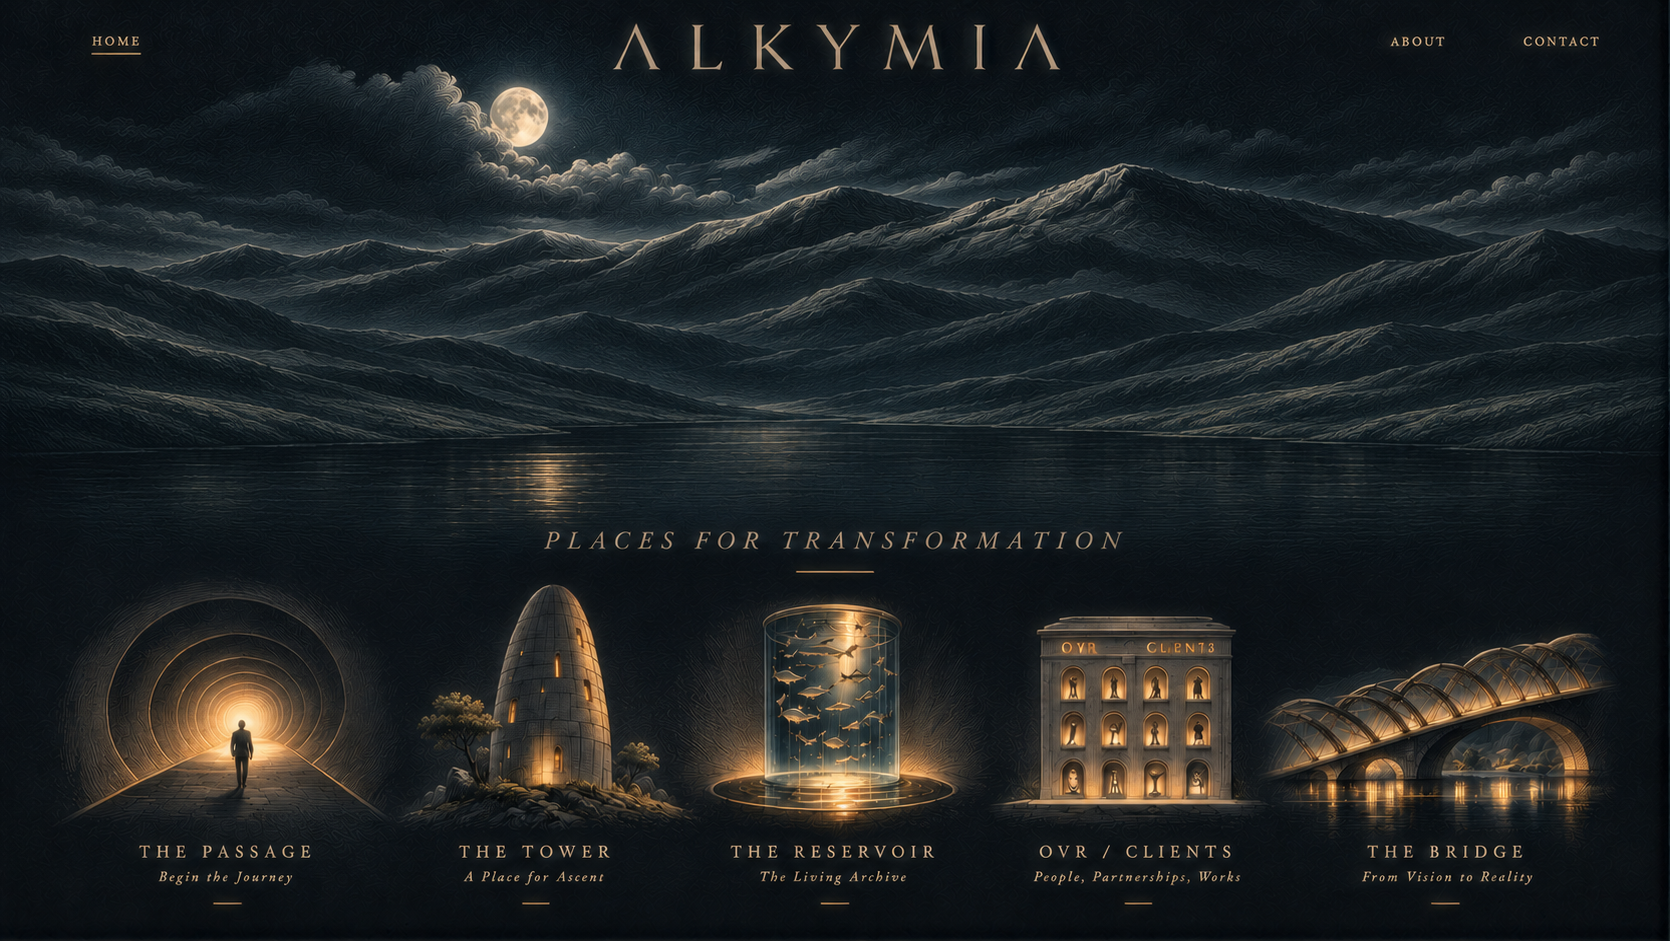 HOME
ALKYMIA
ABOUT
CONTACT
PLACES FOR TRANSFORMATION
OVR CLIENTS
THE PASSAGE
Begin the Journey
THE TOWER
A Place for Ascent
THE RESERVOIR
The Living Archive
OVR / CLIENTS
People, Partnerships, Works
THE BRIDGE
From Vision to Reality